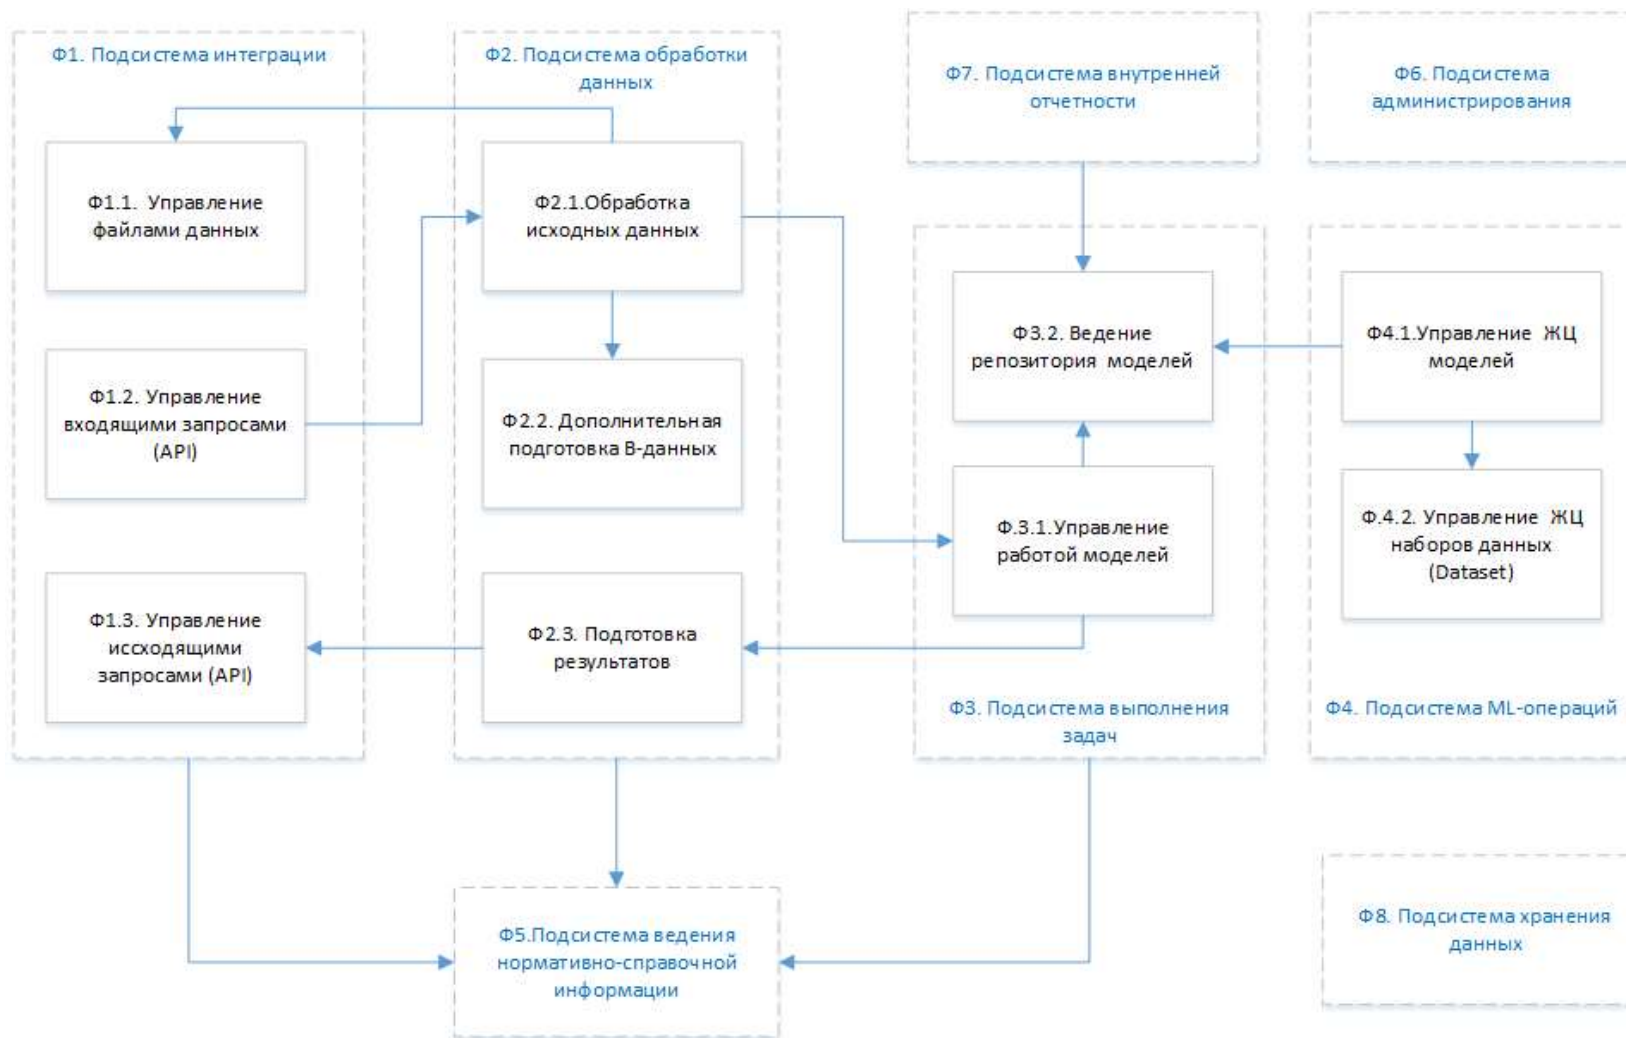 Ф1. Подсистема интеграции
Ф2. Подсистема обработки
данных
Ф7. Подсистема внутренней
отчетности
Ф6. Подсистема
администрирования
Ф1.1. Управление
файлами данных
Ф2.1.Обработка
исходных данных
Ф1.2. Управление
входящими запросами
(API)
Ф2.2. Дополнительная
подготовка В-данных
Ф3.2. Ведение
репозитория моделей
Ф4.1.Управление ЖЦ
моделей
Ф.3.1.Управление
работой моделей
Ф.4.2. Управление ЖЦ
наборов данных
(Dataset)
Ф1.3. Управление
иссходящими
запросами (API)
Ф2.3. Подготовка
результатов
Ф3. Подсистема выполнения
задач
Ф4. Подсистема ML-операций
Ф5.Подсистема ведения
нормативно-справочной
информации
Ф8. Подсистема хранения
данных